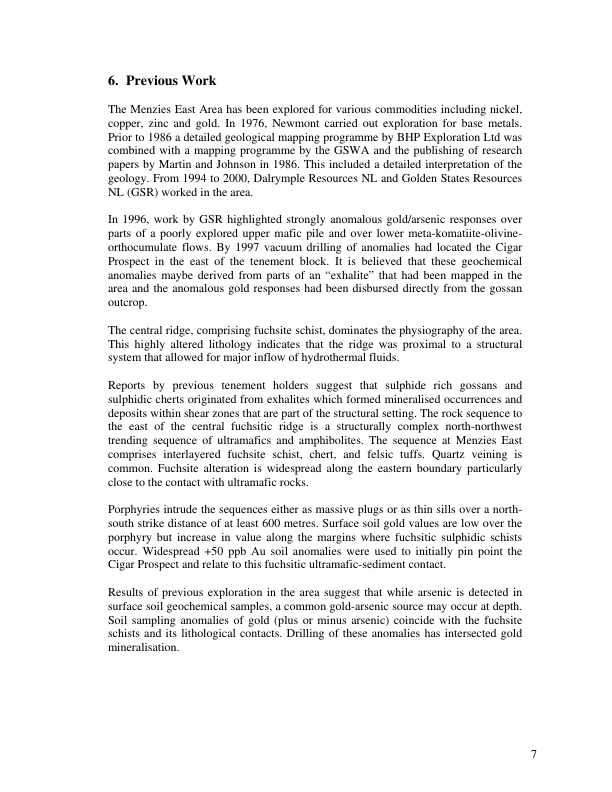 6. Previous Work
The Menzies East Area has been explored for various commodities including nickel,
copper, zinc and gold. In 1976, Newmont carried out exploration for base metals.
Prior to 1986 a detailed geological mapping programme by BHP Exploration Ltd was
combined with a mapping programme by the GSWA and the publishing of research
papers by Martin and Johnson in 1986. This included a detailed interpretation of the
geology. From 1994 to 2000, Dalrymple Resources NL and Golden States Resources
NL (GSR) worked in the area.
In 1996, work by GSR highlighted strongly anomalous gold/arsenic responses over
parts of a poorly explored upper mafic pile and over lower meta-komatiite-olivine-
orthocumulate flows. By 1997 vacuum drilling of anomalies had located the Cigar
Prospect in the east of the tenement block. It is believed that these geochemical
anomalies maybe derived from parts of an “exhalite” that had been mapped in the
area and the anomalous gold responses had been disbursed directly from the gossan
outcrop.
The central ridge, comprising fuchsite schist, dominates the physiography of the area.
This highly altered lithology indicates that the ridge was proximal to a structural
system that allowed for major inflow of hydrothermal fluids.
Reports by previous tenement holders suggest that sulphide rich gossans and
sulphidic cherts originated from exhalites which formed mineralised occurrences and
deposits within shear zones that are part of the structural setting. The rock sequence to
the east of the central fuchsitic ridge is a structurally complex north-northwest
trending sequence of ultramafics and amphibolites. The sequence at Menzies East
comprises interlayered fuchsite schist, chert, and felsic tuffs. Quartz veining is
common. Fuchsite alteration is widespread along the eastern boundary particularly
close to the contact with ultramafic rocks.
Porphyries intrude the sequences either as massive plugs or as thin sills over a north-
south strike distance of at least 600 metres. Surface soil gold values are low over the
porphyry but increase in value along the margins where fuchsitic sulphidic schists
occur. Widespread +50 ppb Au soil anomalies were used to initially pin point the
Cigar Prospect and relate to this fuchsitic ultramafic-sediment contact.
Results of previous exploration in the area suggest that while arsenic is detected in
surface soil geochemical samples, a common gold-arsenic source may occur at depth.
Soil sampling anomalies of gold (plus or minus arsenic) coincide with the fuchsite
schists and its lithological contacts. Drilling of these anomalies has intersected gold
mineralisation.
7